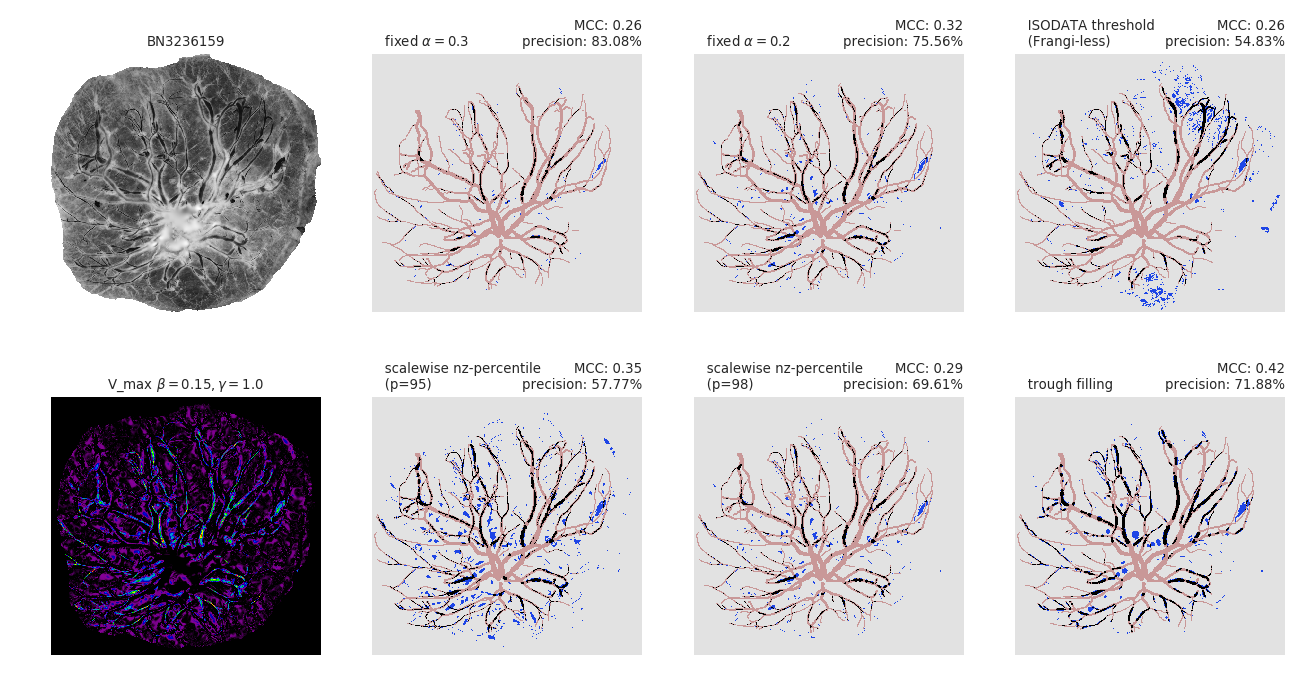 BN3236159
MCC: 0.26
fixed α = 0.3 precision: 83.08%
MCC: 0.32
fixed α = 0.2 precision: 75.56%
ISODATA threshold MCC: 0.26
(Frangi-less) precision: 54.83%
V_max β = 0.15, γ = 1.0
scalewise nz-percentile MCC: 0.35
(p=95) precision: 57.77%
scalewise nz-percentile MCC: 0.29
(p=98) precision: 69.61%
MCC: 0.42
trough filling precision: 71.88%